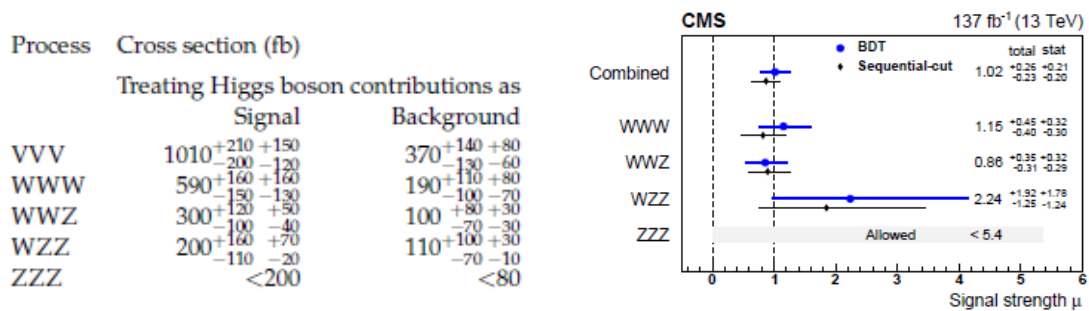 Process Cross section (fb)
Treating Higgs boson contributions as
Signal Background
VVV 1010 +210 −200 +150 −120 370 +140 −130 +80 −60
WWW 590 +160 −150 +160 −130 190 +110 −100 +80 −70
WWZ 300 +120 −100 +50 −40 100 +80 −70 +30 −30
WZZ 200 +160 −110 +70 −20 110 +100 −70 +30 −10
ZZZ <200 <80
CMS 137 fb⁻¹ (13 TeV)
BDT total stat
Sequential-cut
Combined 1.02 +0.26 -0.23 +0.21 -0.20
WWW 1.15 +0.45 -0.40 +0.32 -0.30
WWZ 0.86 +0.35 -0.31 +0.32 -0.29
WZZ 2.24 +1.92 -1.25 +1.78 -1.24
ZZZ Allowed < 5.4
0 1 2 3 4 5 6
Signal strength μ